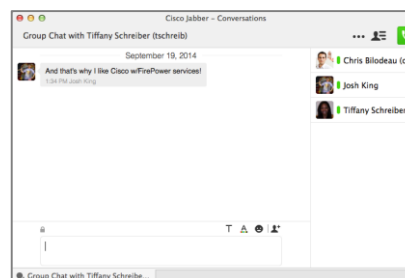 Cisco Jabber – Conversations
Group Chat with Tiffany Schreiber (tschreib)
September 19, 2014
And that's why I like Cisco w/FirePower services!
1:34 PM Josh King
Chris Bilodeau
Josh King
Tiffany Schreiber
T A
Group Chat with Tiffany Schreibe...